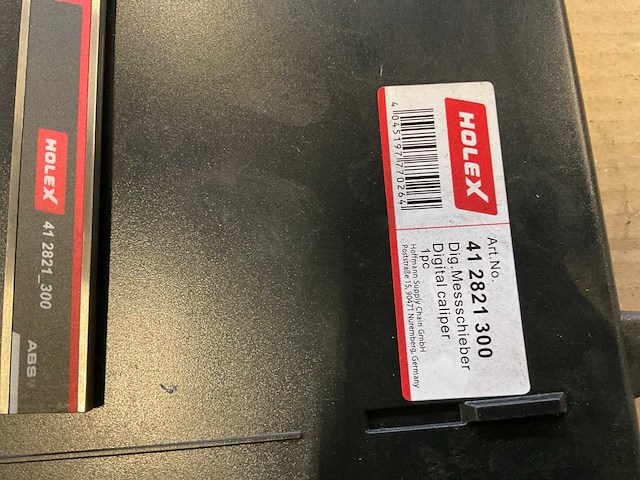 HOLEX
41 2821_300
ABS
HOLEX
4 045197 770264
Art.No.
41 2821 300
Dig.Messschieber
Digital caliper
1pc
Hoffmann Supply Chain GmbH
Poststraße 15, 90471 Nuremberg, Germany